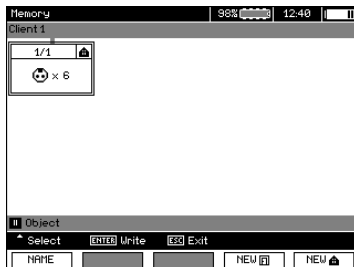 Memory 98% 12:40
Client 1
1/1
× 6
Object
Select ENTER Write ESC Exit
NAME NEW NEW